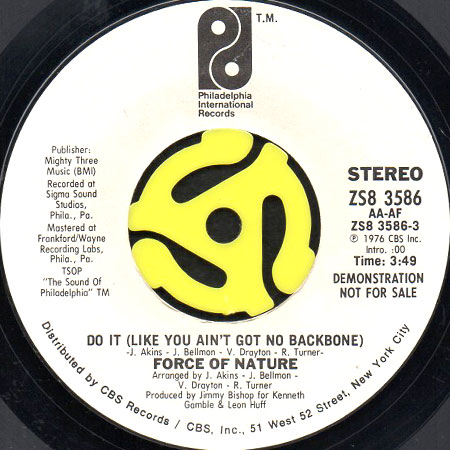 T.M.
Philadelphia
International
Records
Publisher:
Mighty Three
Music (BMI)
Recorded at
Sigma Sound
Studios,
Phila., Pa.
Mastered at
Frankford/Wayne
Recording Labs,
Phila., Pa.
TSOP
"The Sound Of
Philadelphia" TM
STEREO
ZS8 3586
AA-AF
ZS8 3586-3
℗ 1976 CBS Inc.
Intro. :00
Time: 3:49
DEMONSTRATION
NOT FOR SALE
DO IT (LIKE YOU AIN'T GOT NO BACKBONE)
-J. Akins - J. Bellmon - V. Drayton - R. Turner-
FORCE OF NATURE
Arranged by J. Akins - J. Bellmon -
V. Drayton - R. Turner
Produced by Jimmy Bishop for Kenneth
Gamble & Leon Huff
Distributed by CBS Records / CBS, Inc., 51 West 52 Street, New York City